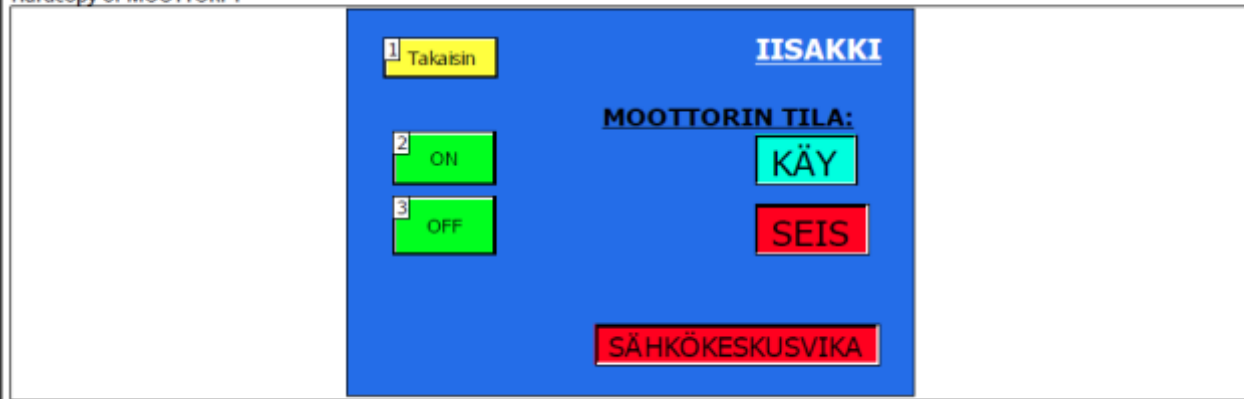 1 Takaisin
IISAKKI
MOOTTORIN TILA:
2 ON
KÄY
3 OFF
SEIS
SÄHKÖKESKUSVIKA